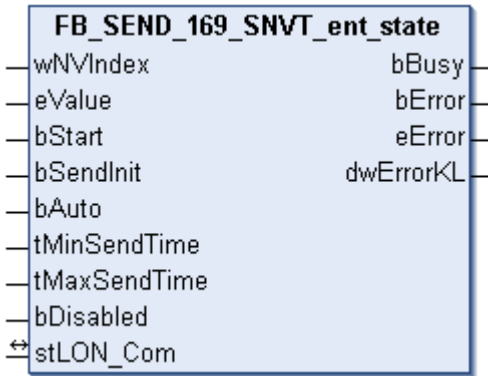 FB_SEND_169_SNVT_ent_state
wNVIndex bBusy
eValue bError
bStart eError
bSendInit dwErrorKL
bAuto
tMinSendTime
tMaxSendTime
bDisabled
stLON_Com